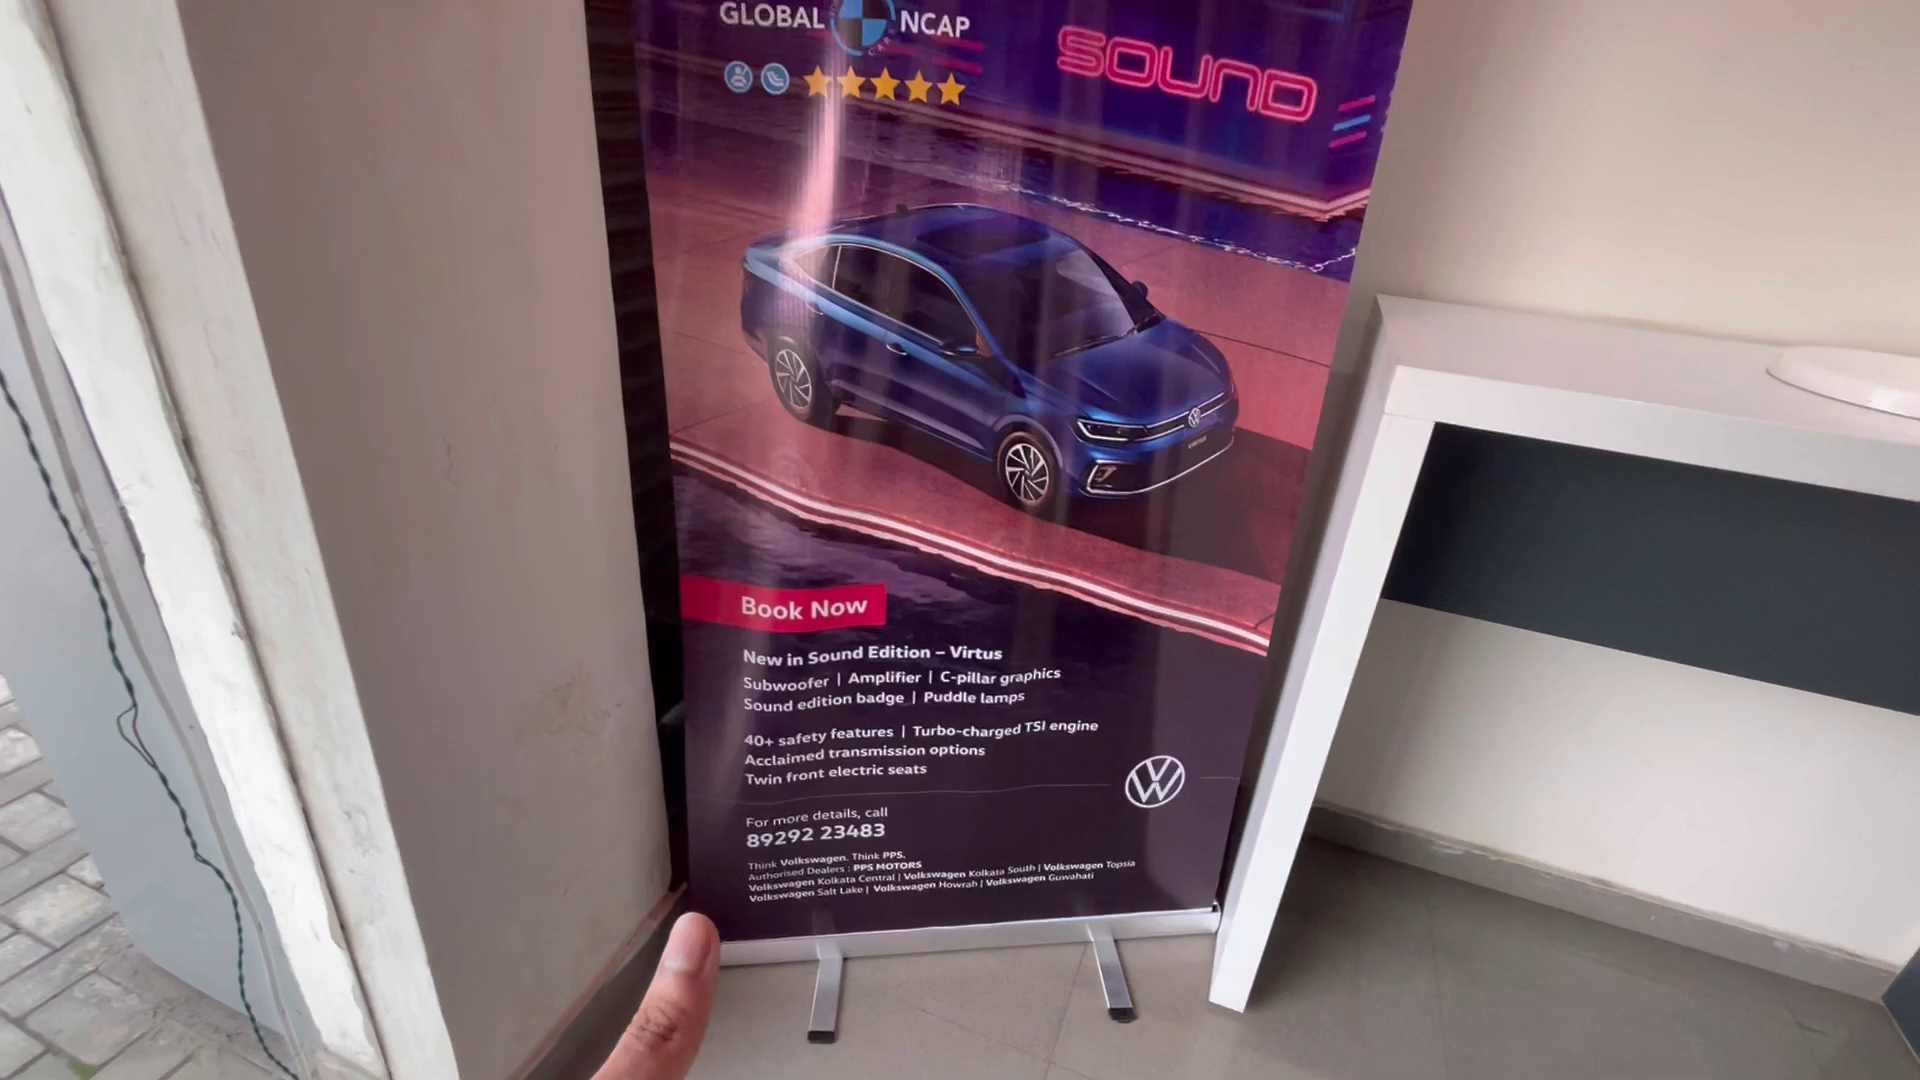 GLOBAL NCAP
SOUND
Book Now
New in Sound Edition – Virtus
Subwoofer | Amplifier | C-pillar graphics
Sound edition badge | Puddle lamps
40+ safety features | Turbo-charged TSI engine
Acclaimed transmission options
Twin front electric seats
For more details, call
89292 23483
Think Volkswagen. Think PPS.
Authorised Dealers : PPS MOTORS
Volkswagen Kolkata Central | Volkswagen Kolkata South | Volkswagen Topsia
Volkswagen Salt Lake | Volkswagen Howrah | Volkswagen Guwahati